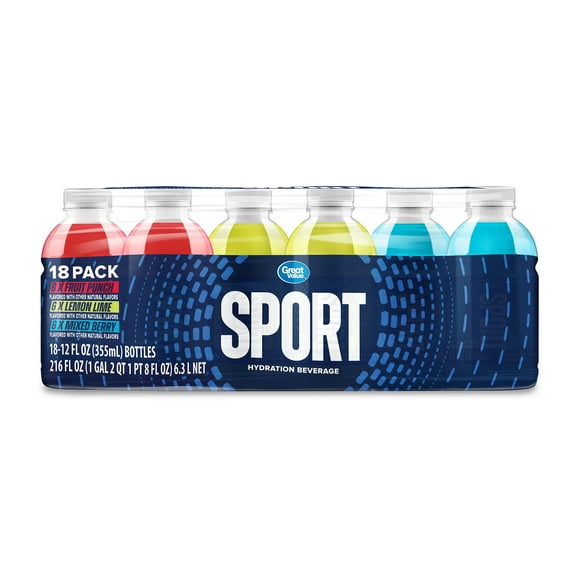 18 PACK
6 X FRUIT PUNCH
FLAVORED WITH OTHER NATURAL FLAVORS
6 X LEMON LIME
FLAVORED WITH OTHER NATURAL FLAVORS
6 X MIXED BERRY
FLAVORED WITH OTHER NATURAL FLAVORS
18-12 FL OZ (355mL) BOTTLES
216 FL OZ (1 GAL 2 QT 1 PT 8 FL OZ) 6.3 L NET
Great
Value
SPORT
HYDRATION BEVERAGE